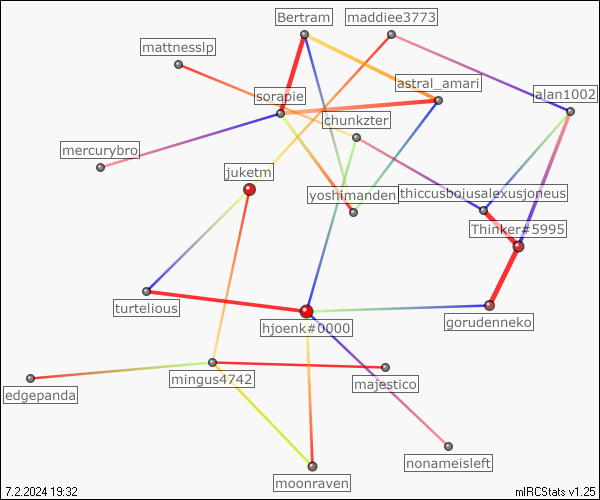 Bertram
maddiee3773
mattnesslp
astral_amari
alan1002
sorapie
chunkzter
mercurybro
juketm
yoshimanden
thiccusboiusalexusjoneus
Thinker#5995
turtelious
hjoenk#0000
gorudenneko
mingus4742
majestico
edgepanda
nonameisleft
moonraven
7.2.2024 19:32
mIRCStats v1.25